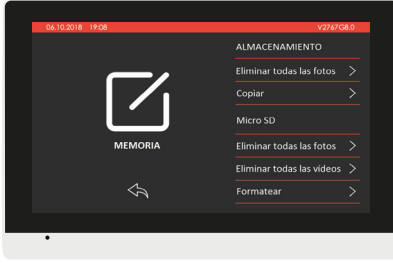 06.10.2018 19:08
V2767G8.0
ALMACENAMIENTO
Eliminar todas las fotos
Copiar
Micro SD
MEMORIA
Eliminar todas las fotos
Eliminar todas las vídeos
Formatear